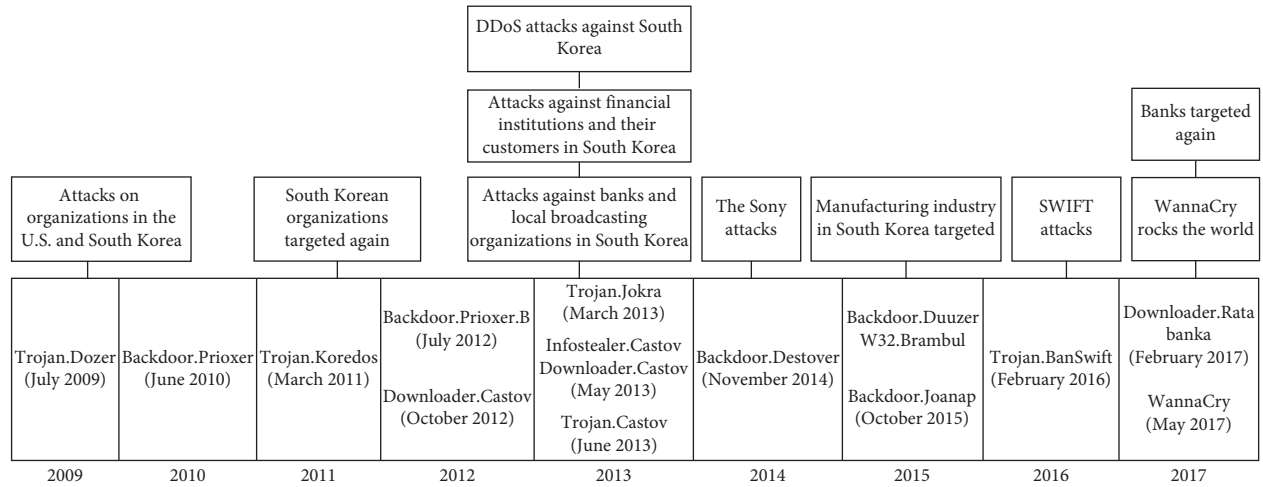 DDoS attacks against South
Korea
Attacks against financial
institutions and their
customers in South Korea
Banks targeted
again
Attacks on
organizations in the
U.S. and South Korea
South Korean
organizations
targeted again
Attacks against banks and
local broadcasting
organizations in South Korea
The Sony
attacks
Manufacturing industry
in South Korea targeted
SWIFT
attacks
WannaCry
rocks the world
Trojan.Dozer
(July 2009)
Backdoor.Prioxer
(June 2010)
Trojan.Koredos
(March 2011)
Backdoor.Prioxer.B
(July 2012)
Downloader.Castov
(October 2012)
Trojan.Jokra
(March 2013)
Infostealer.Castov
Downloader.Castov
(May 2013)
Trojan.Castov
(June 2013)
Backdoor.Destover
(November 2014)
Backdoor.Duuzer
W32.Brambul
Backdoor.Joanap
(October 2015)
Trojan.BanSwift
(February 2016)
Downloader.Rata
banka
(February 2017)
WannaCry
(May 2017)
2009
2010
2011
2012
2013
2014
2015
2016
2017